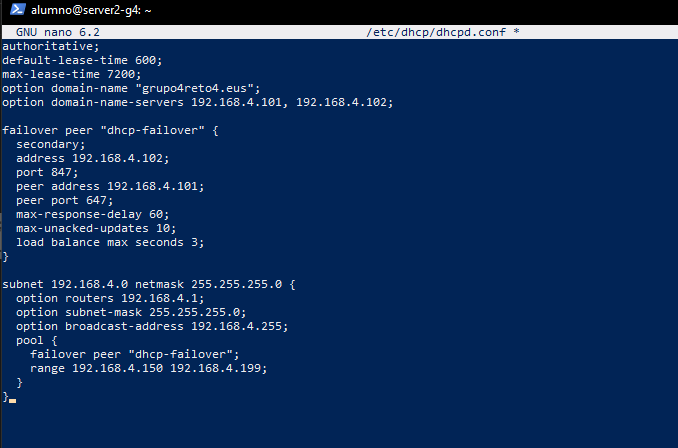 alumno@server2-g4: ~
GNU nano 6.2 /etc/dhcp/dhcpd.conf *
authoritative;
default-lease-time 600;
max-lease-time 7200;
option domain-name "grupo4reto4.eus";
option domain-name-servers 192.168.4.101, 192.168.4.102;

failover peer "dhcp-failover" {
  secondary;
  address 192.168.4.102;
  port 847;
  peer address 192.168.4.101;
  peer port 647;
  max-response-delay 60;
  max-unacked-updates 10;
  load balance max seconds 3;
}

subnet 192.168.4.0 netmask 255.255.255.0 {
  option routers 192.168.4.1;
  option subnet-mask 255.255.255.0;
  option broadcast-address 192.168.4.255;
  pool {
    failover peer "dhcp-failover";
    range 192.168.4.150 192.168.4.199;
  }
}